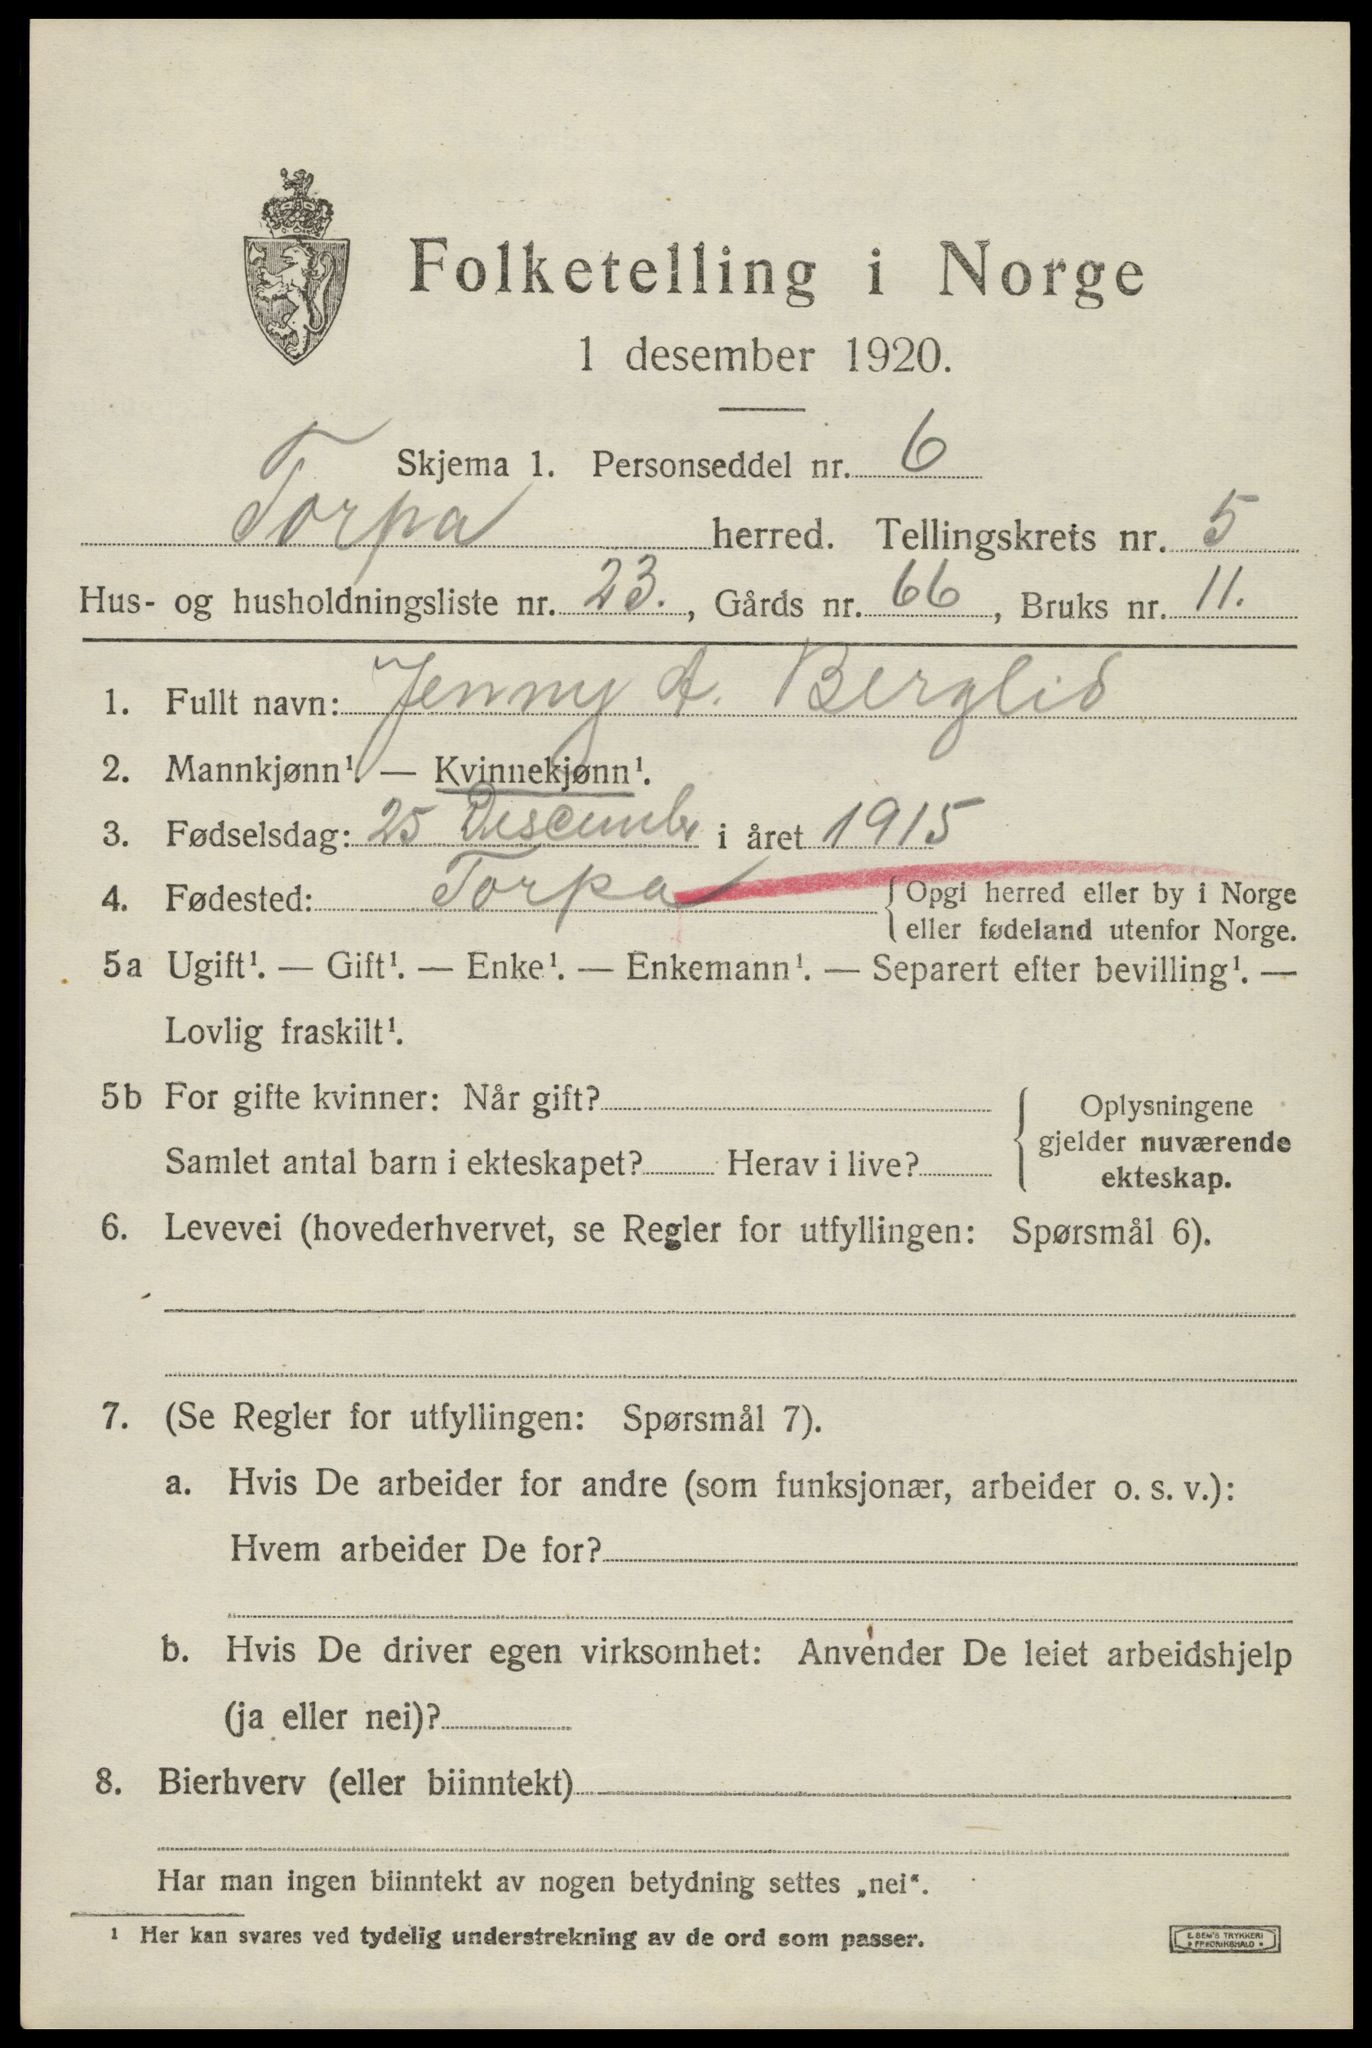 Folketelling i Norge
1 desember 1920.
Skjema 1. Personseddel nr. 6
Torpa herred. Tellingskrets nr. 5
Hus- og husholdningsliste nr. 23., Gårds nr. 66, Bruks nr. 11.
1. Fullt navn: Jenny A. Berglid
2. Mannkjønn¹. — Kvinnekjønn¹.
3. Fødselsdag: 25 Desember i året 1915
4. Fødested: Torpa { Opgi herred eller by i Norge
eller fødeland utenfor Norge.
5a Ugift¹. — Gift¹. — Enke¹. — Enkemann¹. — Separert efter bevilling¹. —
Lovlig fraskilt¹.
5b For gifte kvinner: Når gift?
Samlet antal barn i ekteskapet? Herav i live?
{ Oplysningene
gjelder nuværende
ekteskap.
6. Levevei (hovederhvervet, se Regler for utfyllingen: Spørsmål 6).
7. (Se Regler for utfyllingen: Spørsmål 7).
a. Hvis De arbeider for andre (som funksjonær, arbeider o. s. v.):
Hvem arbeider De for?
b. Hvis De driver egen virksomhet: Anvender De leiet arbeidshjelp
(ja eller nei)?
8. Bierhverv (eller biinntekt)
Har man ingen biinntekt av nogen betydning settes „nei“.
¹ Her kan svares ved tydelig understrekning av de ord som passer.
E. SEM'S TRYKKERI
* FREDRIKSHALD *